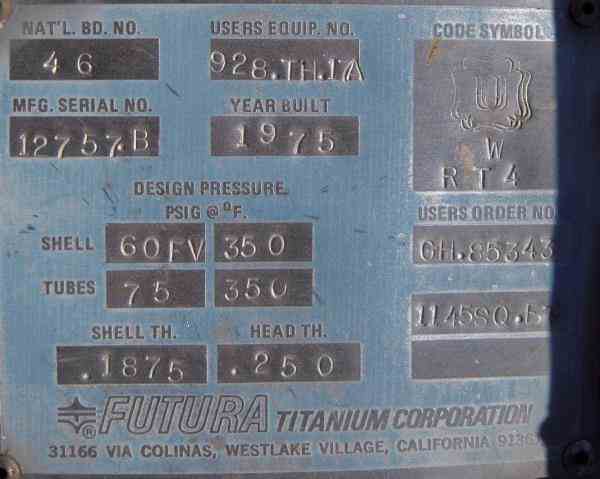 NAT'L. BD. NO. USERS EQUIP. NO. CODE SYMBOL
46 928.TH.1A
U
MFG. SERIAL NO. YEAR BUILT
12757.B 1975
W
RT4
DESIGN PRESSURE
PSIG @ °F.
USERS ORDER NO.
SHELL 60FV 350 OH.85343
TUBES 75 350
1145SQ.FT
SHELL TH. HEAD TH.
.1875 .250
FUTURA TITANIUM CORPORATION
31166 VIA COLINAS, WESTLAKE VILLAGE, CALIFORNIA